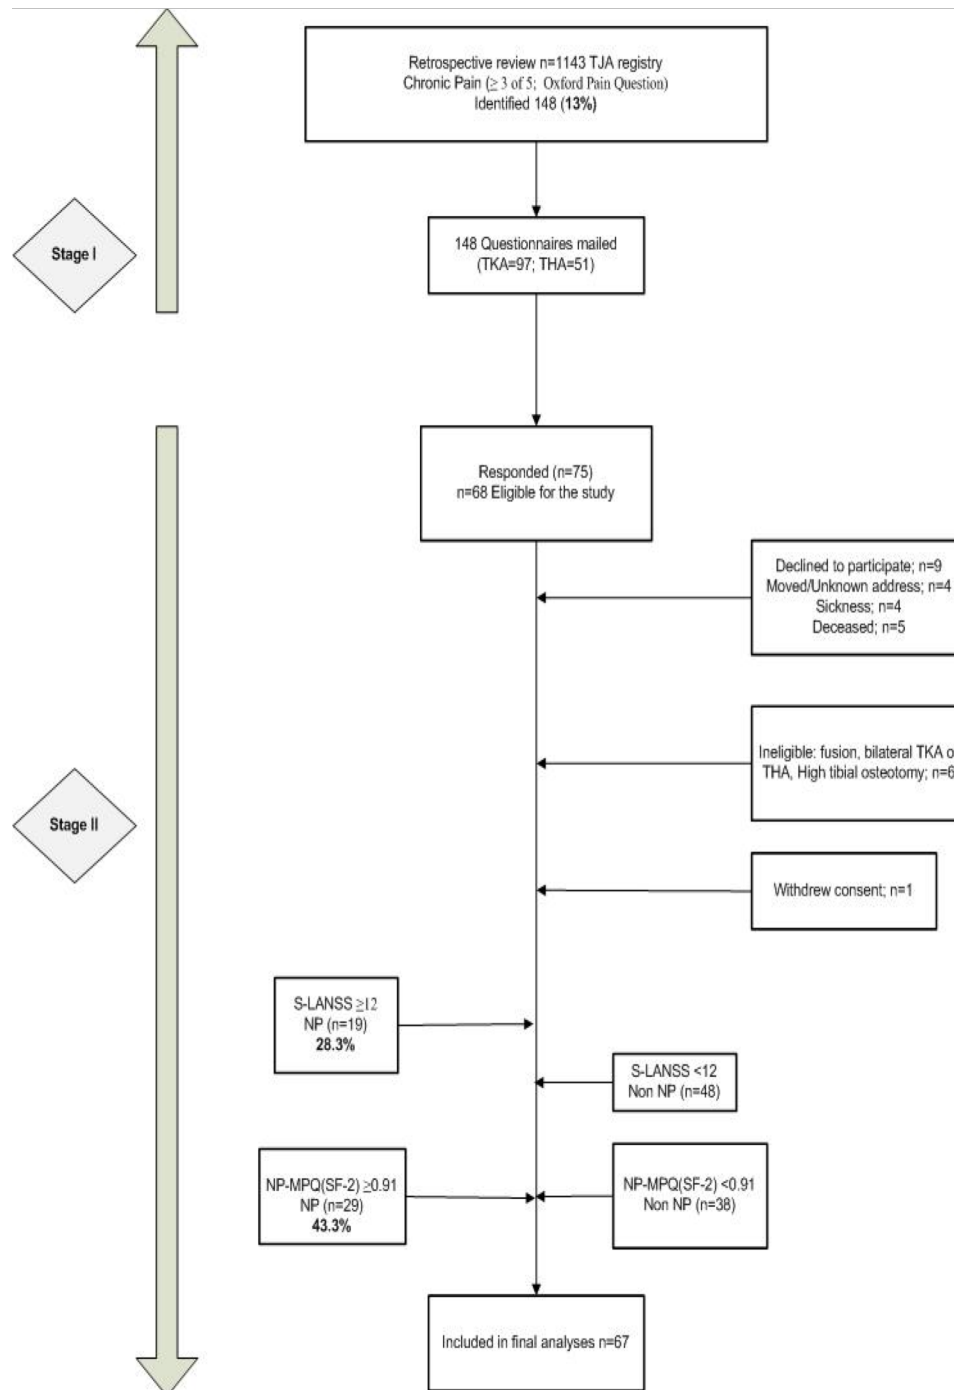 Retrospective review n=1143 TJA registry
Chronic Pain (≥ 3 of 5; Oxford Pain Question)
Identified 148 (13%)
Stage I
148 Questionnaires mailed
(TKA=97; THA=51)
Responded (n=75)
n=68 Eligible for the study
Declined to participate; n=9
Moved/Unknown address; n=4
Sickness; n=4
Deceased; n=5
Ineligible: fusion, bilateral TKA o
THA, High tibial osteotomy; n=6
Stage II
Withdrew consent; n=1
S-LANSS ≥12
NP (n=19)
28.3%
S-LANSS <12
Non NP (n=48)
NP-MPQ(SF-2) ≥0.91
NP (n=29)
43.3%
NP-MPQ(SF-2) <0.91
Non NP (n=38)
Included in final analyses n=67